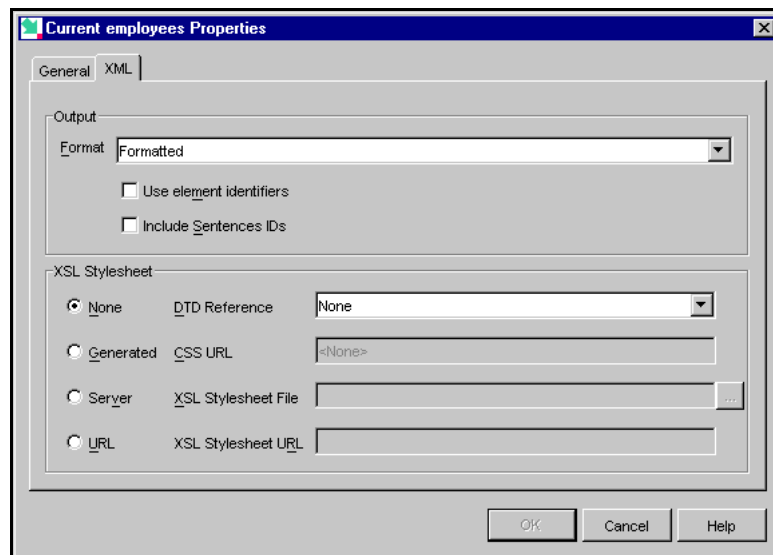 Current employees Properties
General XML
Output
Format Formatted
Use element identifiers
Include Sentences IDs
XSL Stylesheet
None DTD Reference None
Generated CSS URL <None>
Server XSL Stylesheet File ...
URL XSL Stylesheet URL
OK Cancel Help